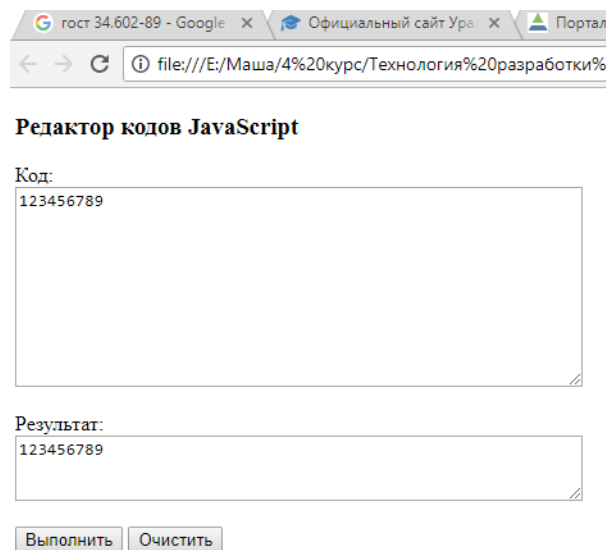 гост 34.602-89 - Google
Официальный сайт Ура
Портал
file:///E:/Маша/4%20курс/Технология%20разработки%
Редактор кодов JavaScript
Код:
123456789
Результат:
123456789
Выполнить Очистить